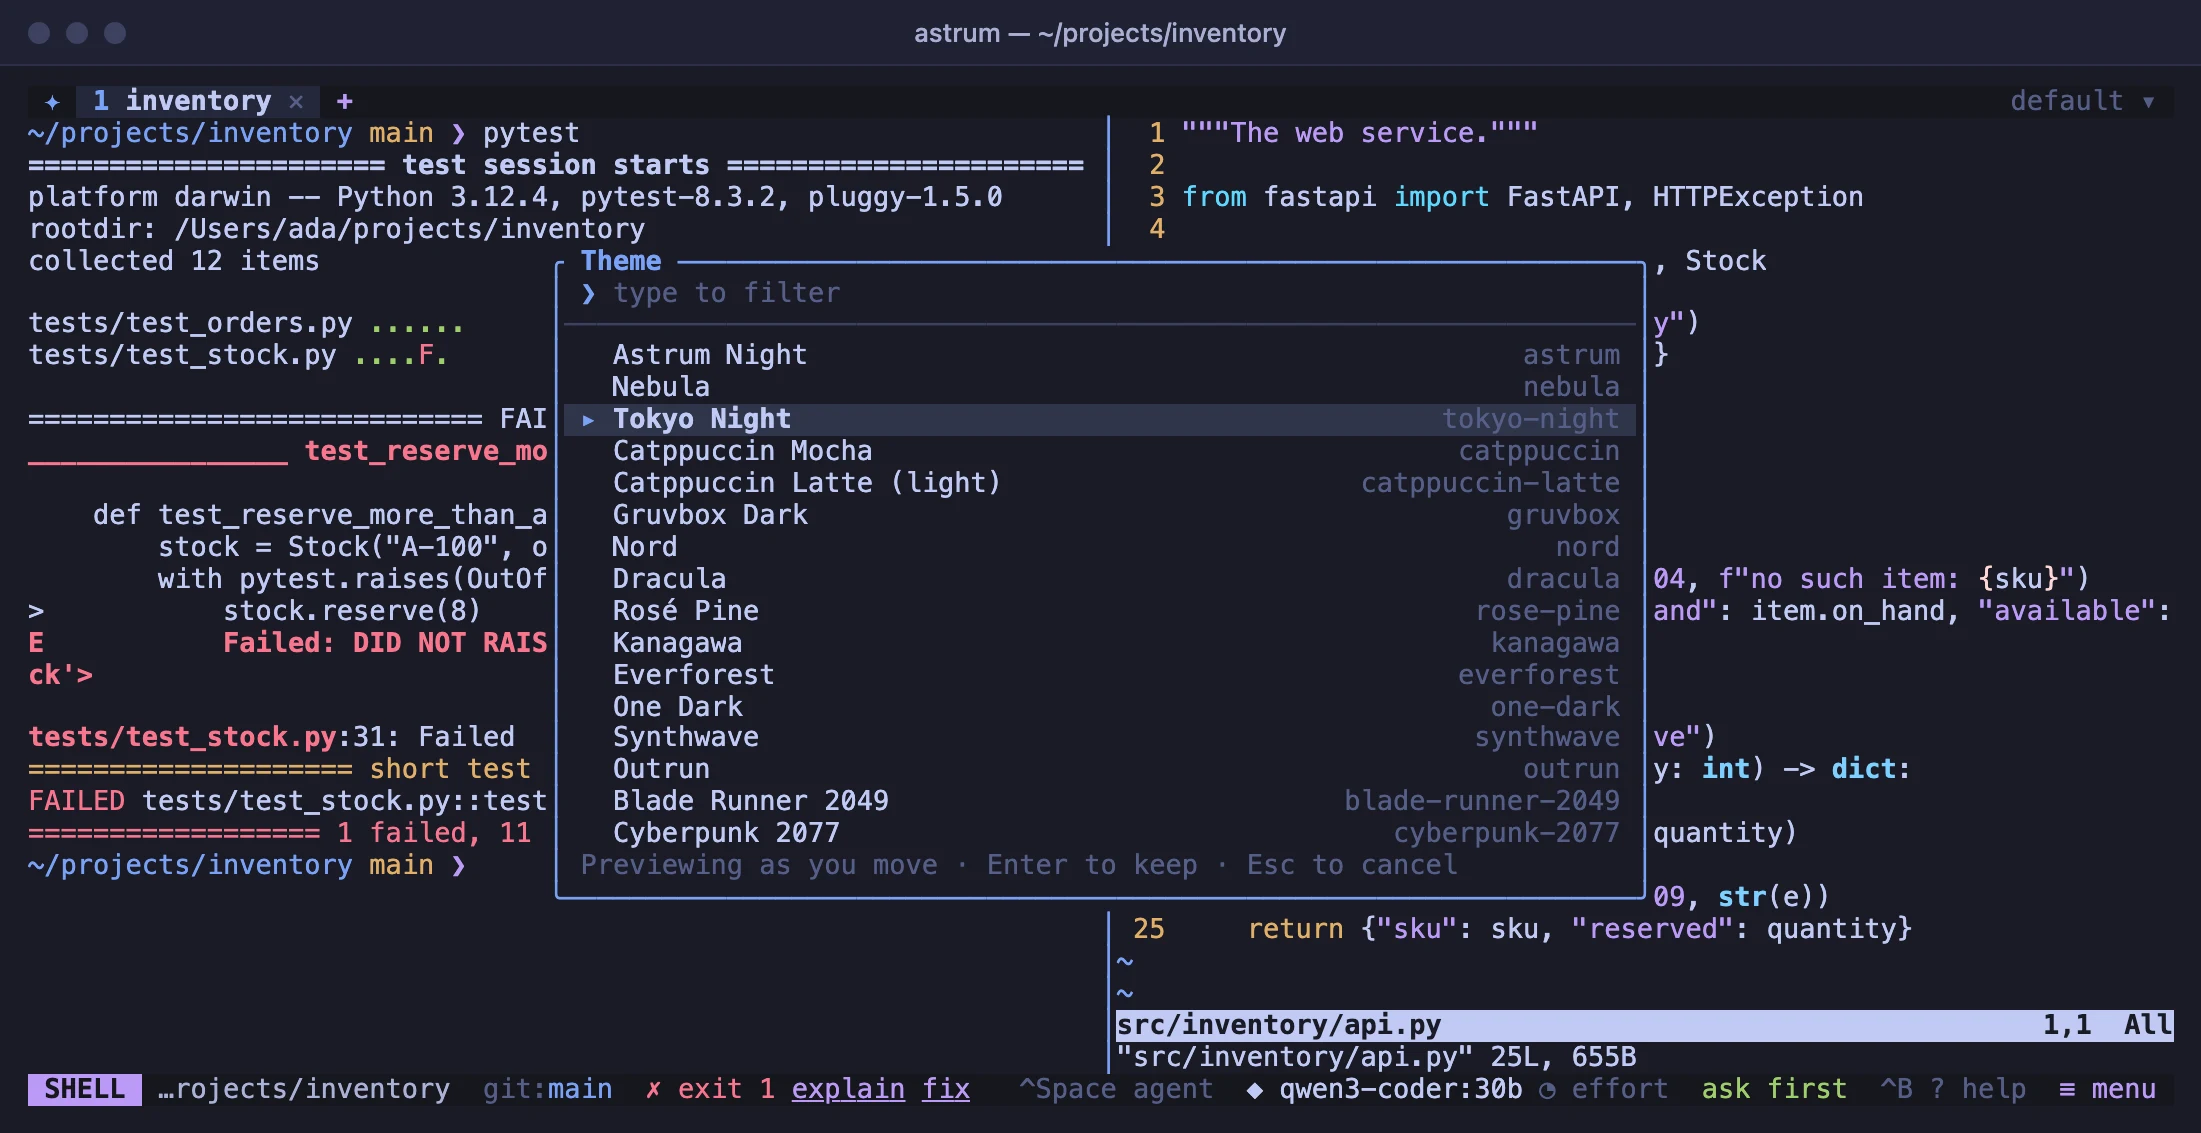 astrum — ~/projects/inventory
✦ 1 inventory × +
default ▾
~/projects/inventory main ❯ pytest
====================== test session starts ======================
platform darwin -- Python 3.12.4, pytest-8.3.2, pluggy-1.5.0
rootdir: /Users/ada/projects/inventory
collected 12 items
tests/test_orders.py ......
tests/test_stock.py ....F.
============================ FAI
________________ test_reserve_mo
def test_reserve_more_than_a
stock = Stock("A-100", o
with pytest.raises(OutOf
> stock.reserve(8)
E Failed: DID NOT RAIS
ck'>
tests/test_stock.py:31: Failed
==================== short test
FAILED tests/test_stock.py::test
================== 1 failed, 11
~/projects/inventory main ❯
Theme
❯ type to filter
Astrum Night astrum
Nebula nebula
▸ Tokyo Night tokyo-night
Catppuccin Mocha catppuccin
Catppuccin Latte (light) catppuccin-latte
Gruvbox Dark gruvbox
Nord nord
Dracula dracula
Rosé Pine rose-pine
Kanagawa kanagawa
Everforest everforest
One Dark one-dark
Synthwave synthwave
Outrun outrun
Blade Runner 2049 blade-runner-2049
Cyberpunk 2077 cyberpunk-2077
Previewing as you move · Enter to keep · Esc to cancel
1 """The web service."""
2
3 from fastapi import FastAPI, HTTPException
4
, Stock
y")
}
04, f"no such item: {sku}")
and": item.on_hand, "available":
ve")
y: int) -> dict:
quantity)
09, str(e))
25 return {"sku": sku, "reserved": quantity}
~
~
src/inventory/api.py 1,1 All
"src/inventory/api.py" 25L, 655B
SHELL …rojects/inventory git:main ✗ exit 1 explain fix ^Space agent ◆ qwen3-coder:30b ◔ effort ask first ^B ? help ≡ menu